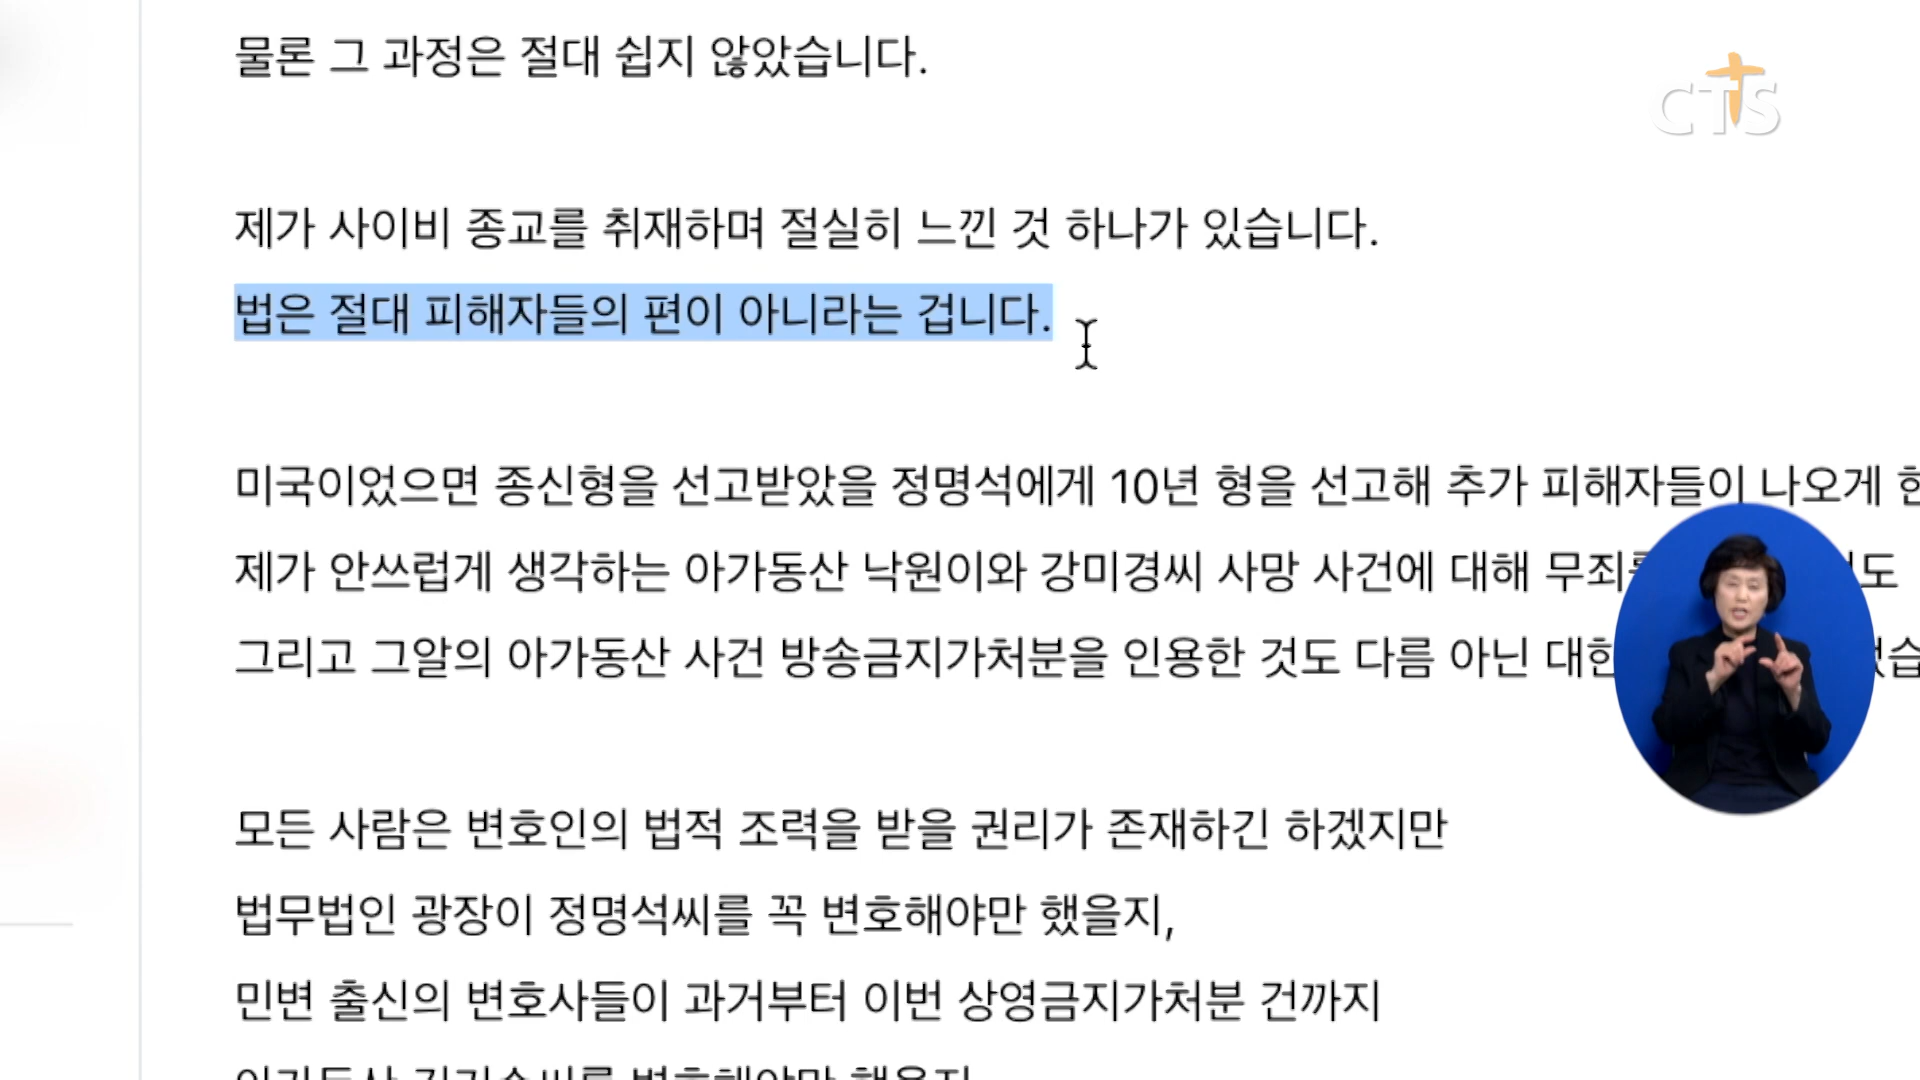 물론 그 과정은 절대 쉽지 않았습니다.
CTS
제가 사이비 종교를 취재하며 절실히 느낀 것 하나가 있습니다.
법은 절대 피해자들의 편이 아니라는 겁니다.
미국이었으면 종신형을 선고받았을 정명석에게 10년 형을 선고해 추가 피해자들이 나오게
제가 안쓰럽게 생각하는 아가동산 낙원이와 강미경씨 사망 사건에 대해
그리고 그알의 아가동산 사건 방송금지가처분을 인용한 것도 다름 아닌
모든 사람은 변호인의 법적 조력을 받을 권리가 존재하긴 하겠지만
법무법인 광장이 정명석씨를 꼭 변호해야만 했을지,
민변 출신의 변호사들이 과거부터 이번 상영금지가처분 건까지